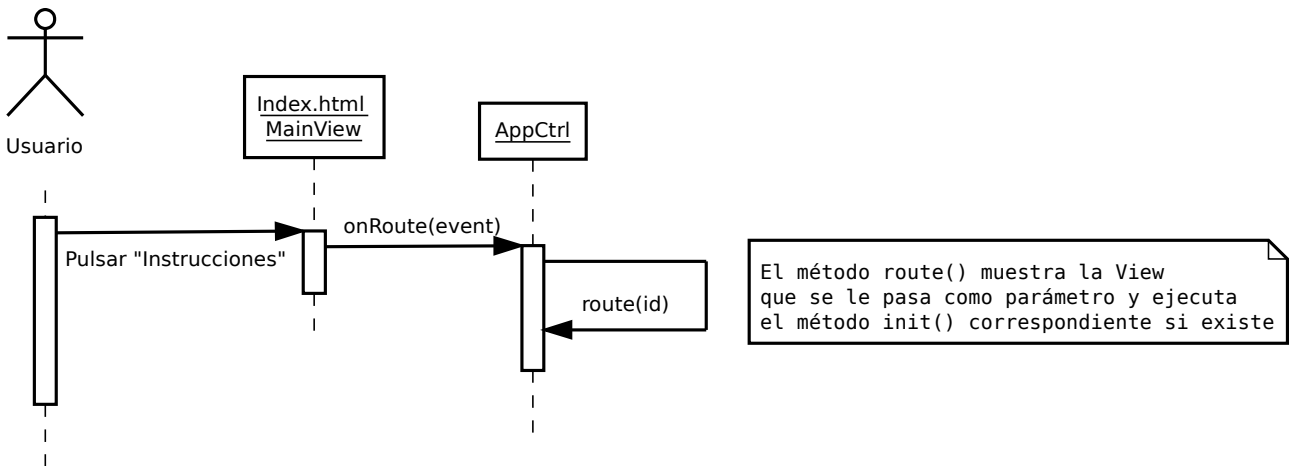 Usuario
Index.html
MainView
AppCtrl
Pulsar "Instrucciones"
onRoute(event)
route(id)
El método route() muestra la View
que se le pasa como parámetro y ejecuta
el método init() correspondiente si existe